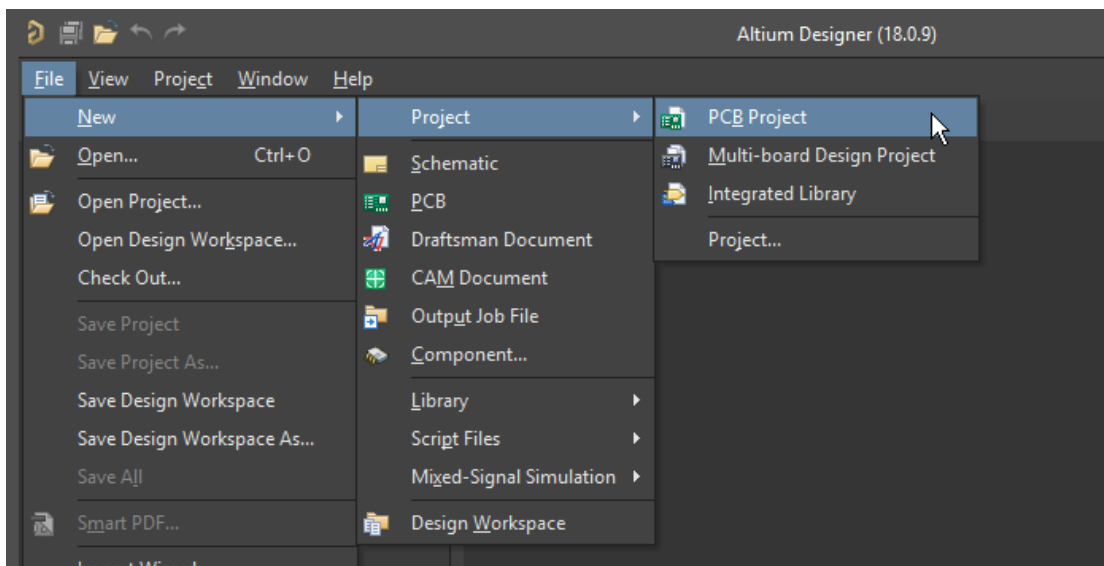 Altium Designer (18.0.9)
File View Project Window Help
New
Open... Ctrl+O
Open Project...
Open Design Workspace...
Check Out...
Save Project
Save Project As...
Save Design Workspace
Save Design Workspace As...
Save All
Smart PDF...
Project
Schematic
PCB
Draftsman Document
CAM Document
Output Job File
Component...
Library
Script Files
Mixed-Signal Simulation
Design Workspace
PCB Project
Multi-board Design Project
Integrated Library
Project...